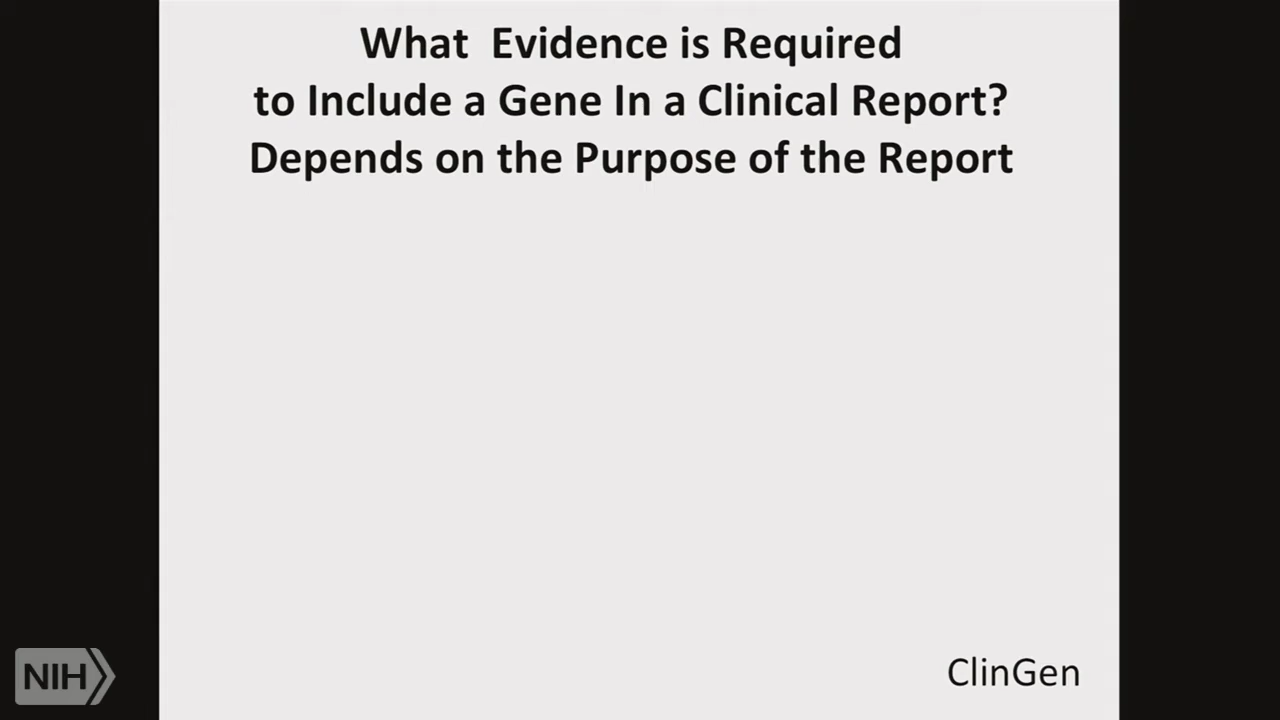 What  Evidence is Required
to Include a Gene In a Clinical Report?
Depends on the Purpose of the Report
ClinGen
NIH